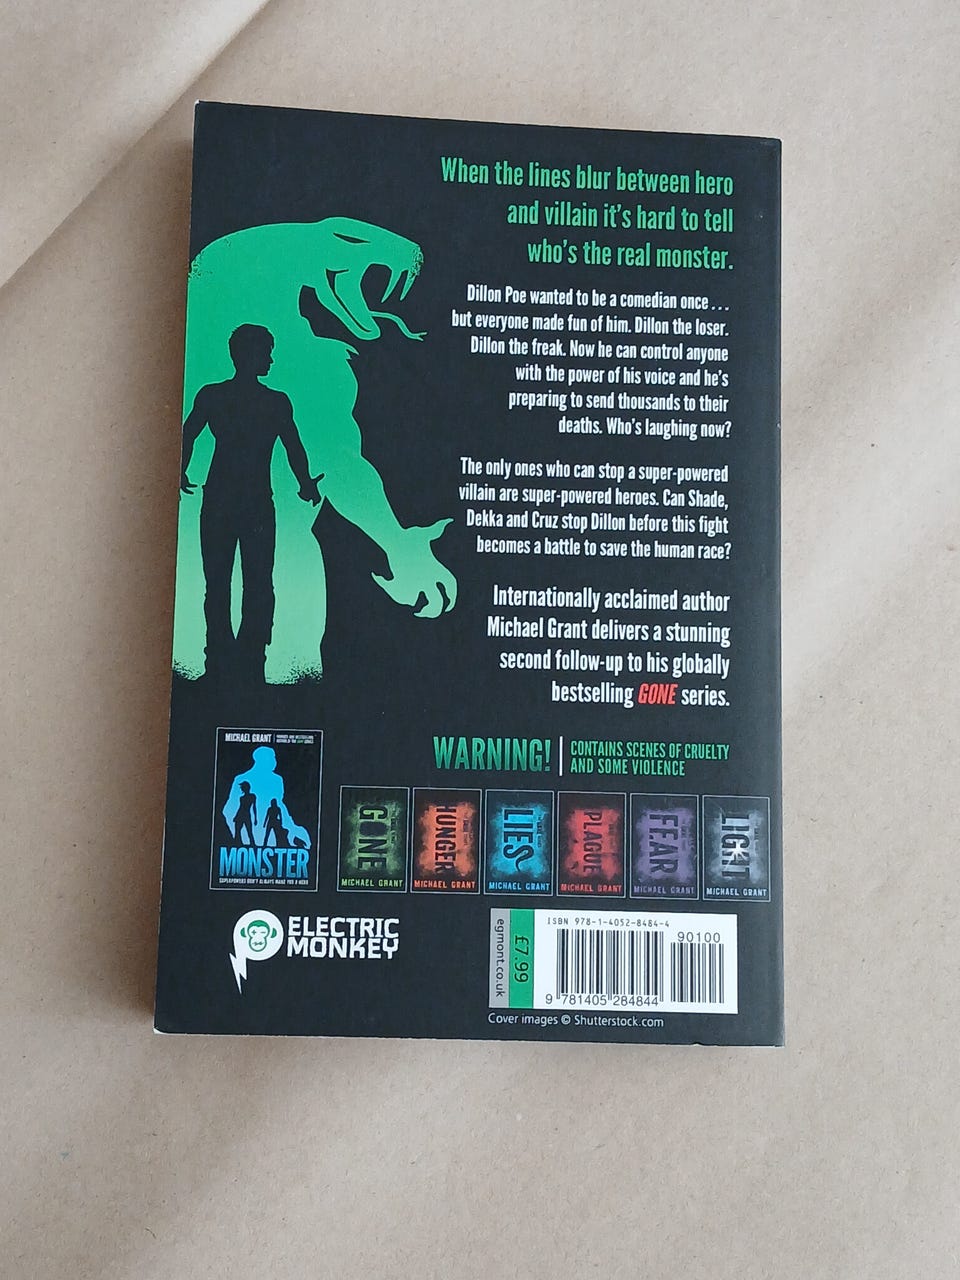 When the lines blur between hero
and villain it's hard to tell
who's the real monster.
Dillon Poe wanted to be a comedian once...
but everyone made fun of him. Dillon the loser.
Dillon the freak. Now he can control anyone
with the power of his voice and he's
preparing to send thousands to their
deaths. Who's laughing now?
The only ones who can stop a super-powered
villain are super-powered heroes. Can Shade,
Dekka and Cruz stop Dillon before this fight
becomes a battle to save the human race?
Internationally acclaimed author
Michael Grant delivers a stunning
second follow-up to his globally
bestselling GONE series.
WARNING!
CONTAINS SCENES OF CRUELTY
AND SOME VIOLENCE
MICHAEL GRANT
MONSTER
SUPERPOWERS DON'T ALWAYS MAKE YOU A HERO
GONE
MICHAEL GRANT
HUNGER
MICHAEL GRANT
LIES
MICHAEL GRANT
PLAGUE
MICHAEL GRANT
FEAR
MICHAEL GRANT
LIGHT
MICHAEL GRANT
ELECTRIC
MONKEY
egmont.co.uk
£7.99
ISBN 978-1-4052-8484-4
90100
9 781405 284844
Cover images © Shutterstock.com